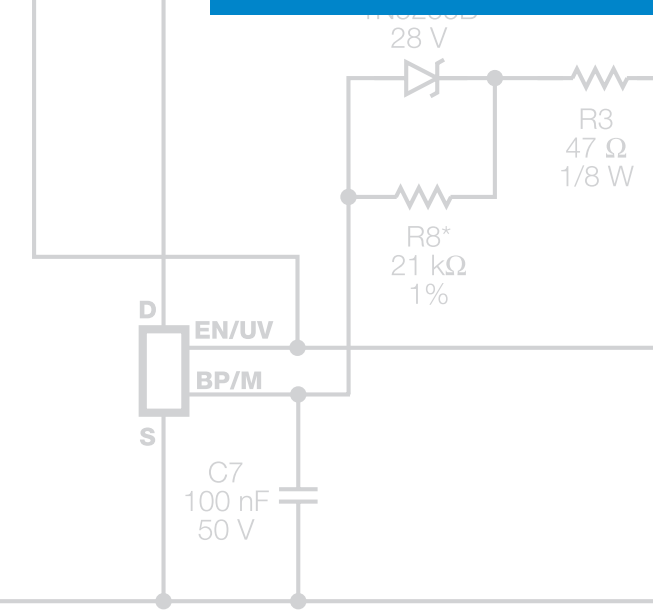 28 V
R3
47 Ω
1/8 W
R8*
21 kΩ
1%
D
EN/UV
BP/M
S
C7
100 nF
50 V